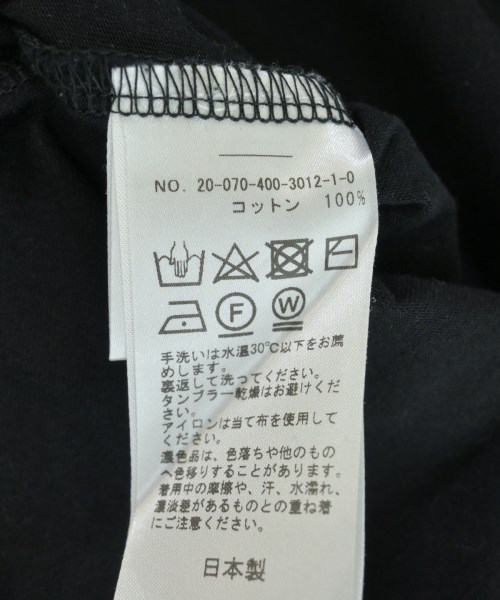 NO. 20-070-400-3012-1-0
コットン 100%
F W
手洗いは水温30℃以下をお薦
めします。
裏返して洗ってください。
タンブラー乾燥はお避けくだ
さい。
アイロンは当て布を使用して
ください。
濃色品は、色落ちや他のもの
へ色移りすることがあります。
着用中の摩擦や、汗、水濡れ、
濃淡差があるものとの重ね着
にご注意ください。
日本製